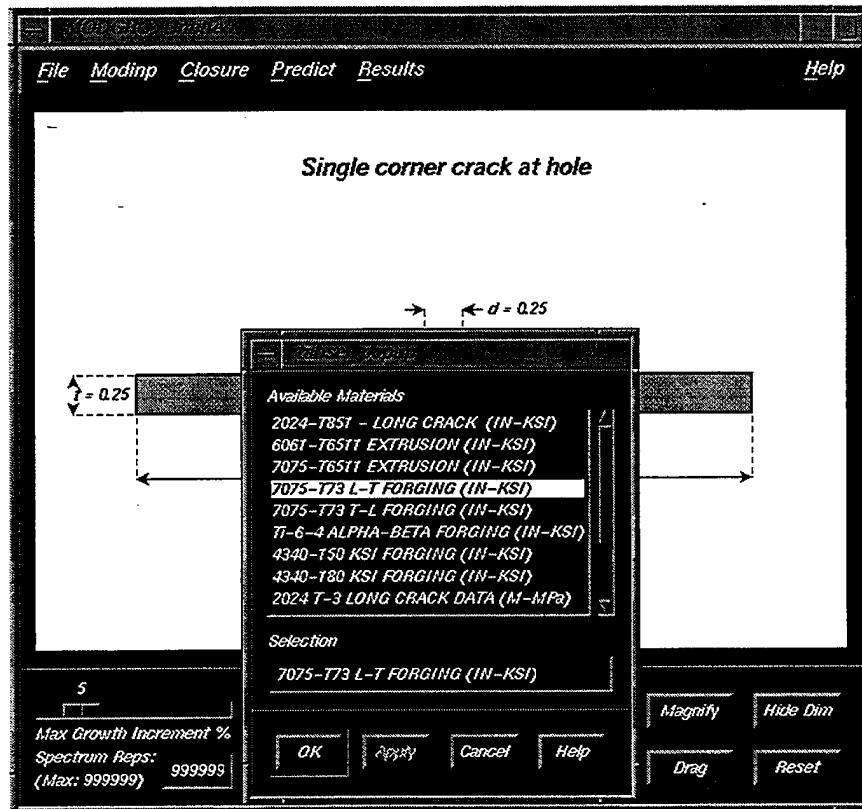 File Modinp Closure Predict Results Help
Single corner crack at hole
d = 0.25
t = 0.25
Available Materials
2024-T851 - LONG CRACK (IN-KSI)
6061-T6511 EXTRUSION (IN-KSI)
7075-T6511 EXTRUSION (IN-KSI)
7075-T73 L-T FORGING (IN-KSI)
7075-T73 T-L FORGING (IN-KSI)
Ti-6-4 ALPHA-BETA FORGING (IN-KSI)
4340-150 KSI FORGING (IN-KSI)
4340-180 KSI FORGING (IN-KSI)
2024 T-3 LONG CRACK DATA (M-MPa)
Selection
7075-T73 L-T FORGING (IN-KSI)
OK Apply Cancel Help
5
Max Growth Increment %
Spectrum Reps:
(Max: 999999) 999999
Magnify Hide Dim
Drag Reset